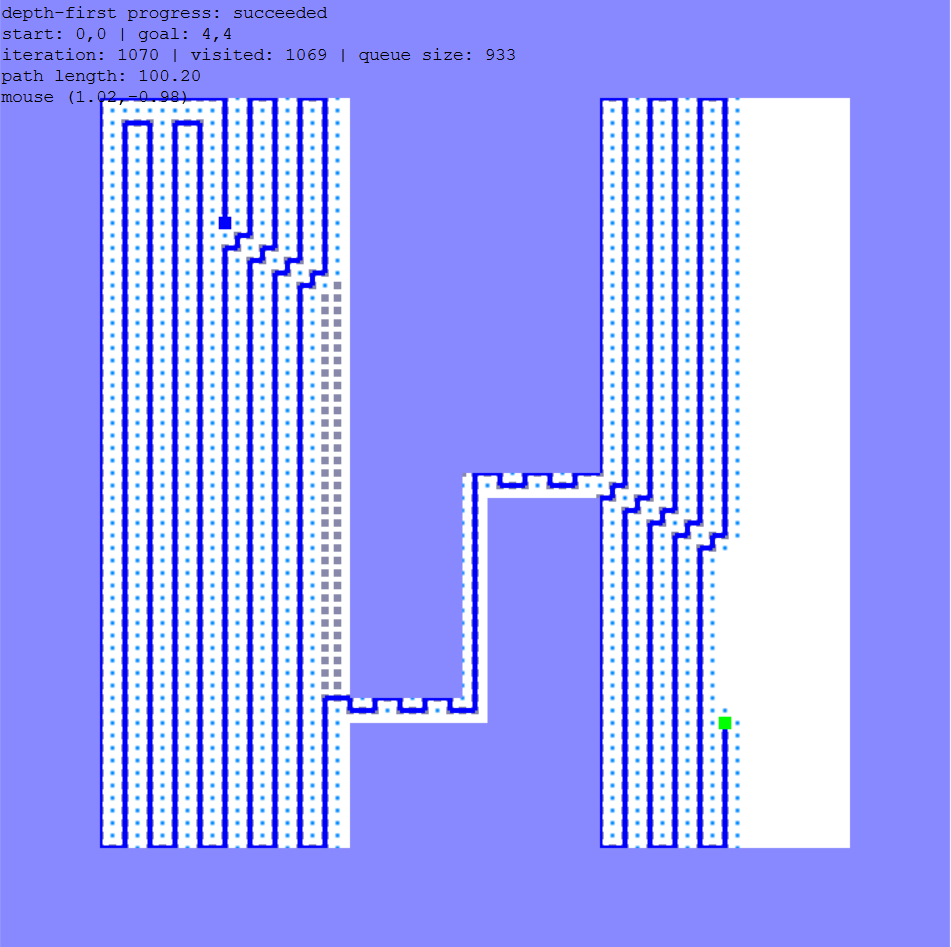 depth-first progress: succeeded
start: 0,0 | goal: 4,4
iteration: 1070 | visited: 1069 | queue size: 933
path length: 100.20
mouse (1.02,-0.98)